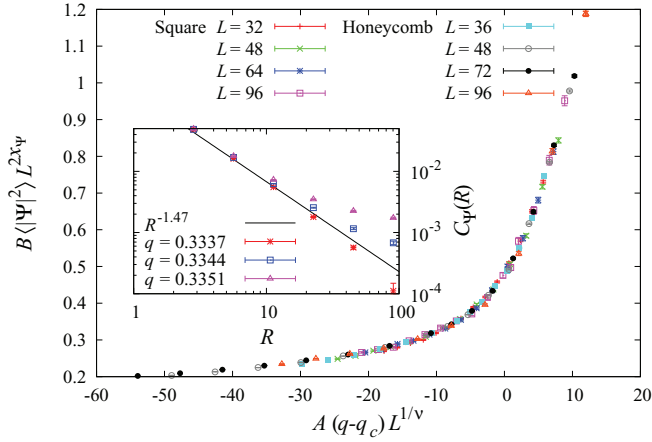 B⟨|Ψ|²⟩ L^{2x_Ψ}
1.2
1.1
1
0.9
0.8
0.7
0.6
0.5
0.4
0.3
0.2
Square L = 32
L = 48
L = 64
L = 96
Honeycomb L = 36
L = 48
L = 72
L = 96
R^{-1.47}
q = 0.3337
q = 0.3344
q = 0.3351
10^{-2}
10^{-3}
10^{-4}
C_Ψ(R)
1 10 100
R
-60 -50 -40 -30 -20 -10 0 10 20
A (q-q_c) L^{1/ν}